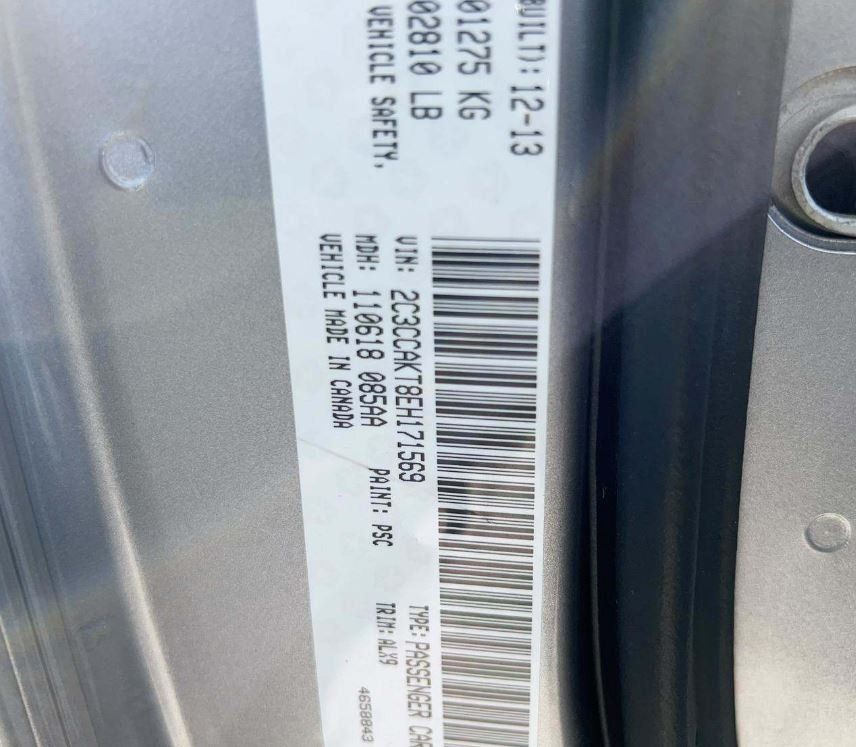 BUILT): 12-13
01275 KG
02810 LB
VEHICLE SAFETY,
VIN: 2C3CCAKT8EH171569
TYPE: PASSENGER CAR
MDH: 110618 085AA
PAINT: PSC
TRIM: ALX9
VEHICLE MADE IN CANADA
4658843